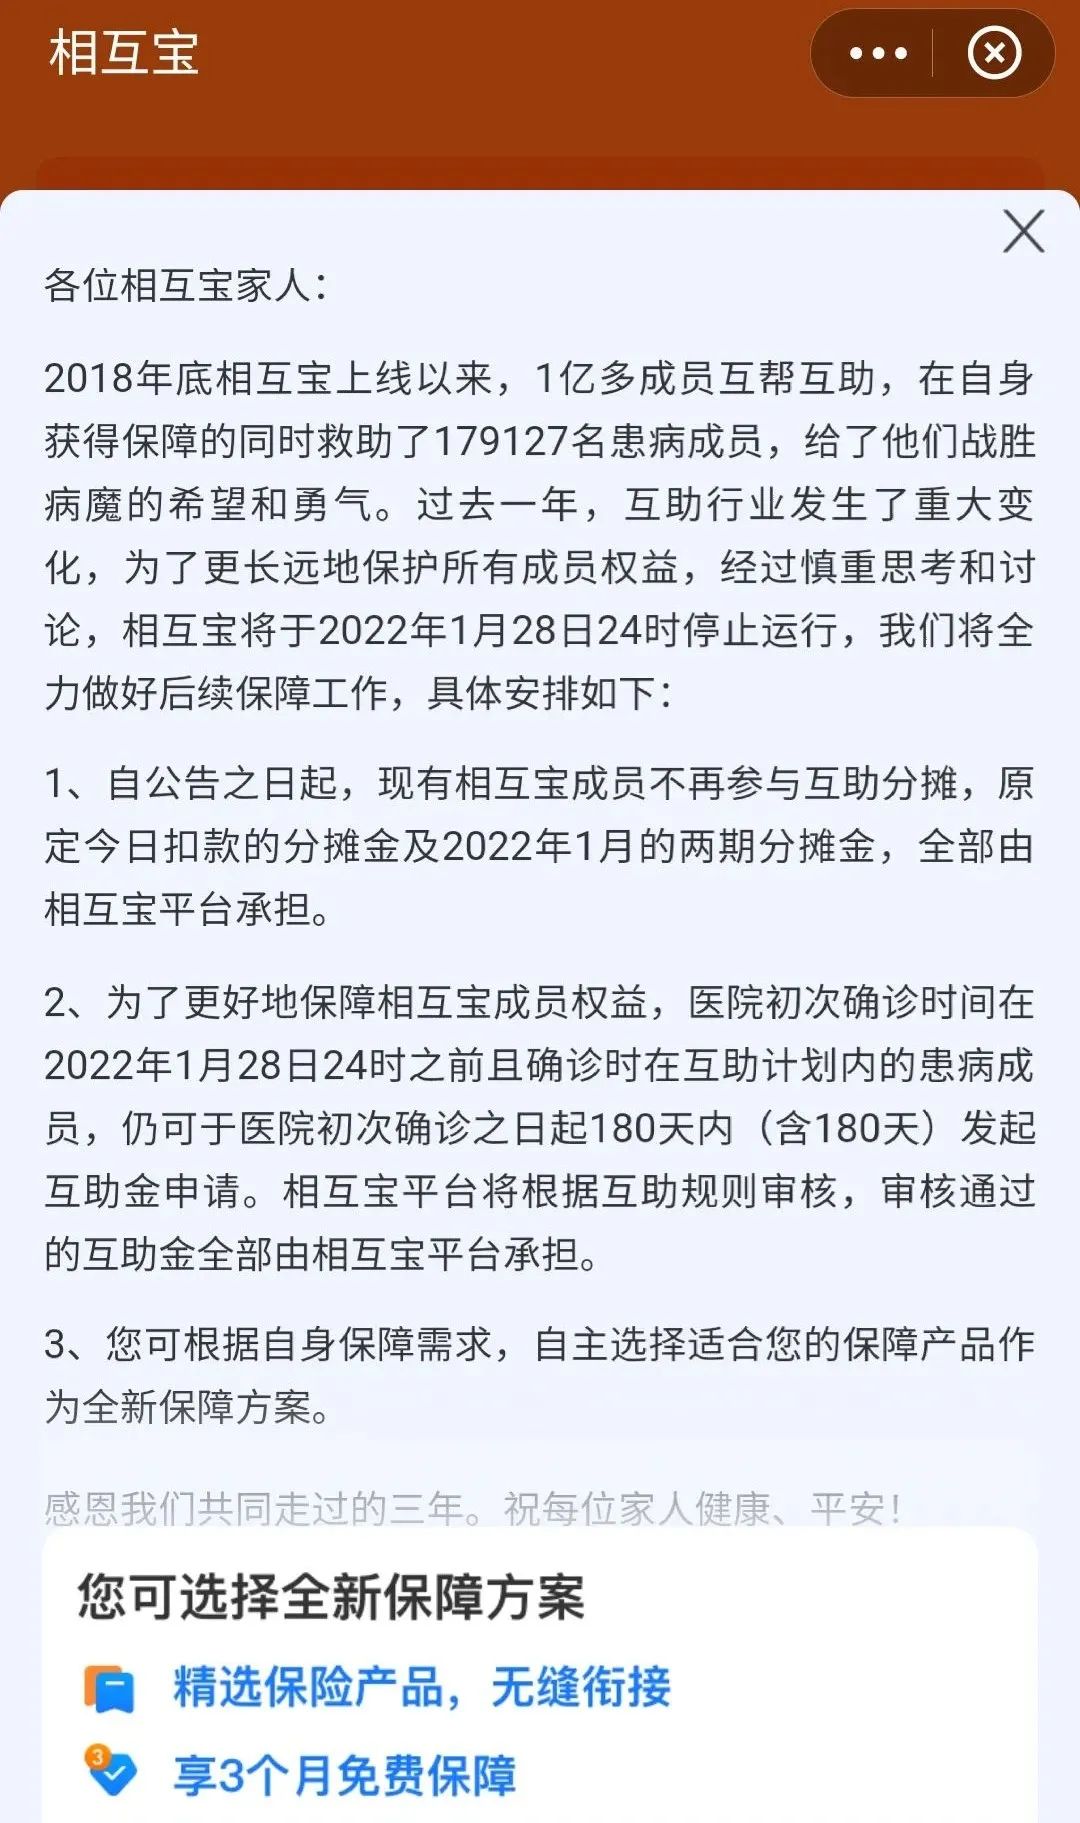 相互宝
各位相互宝家人：
2018年底相互宝上线以来，1亿多成员互帮互助，在自身
获得保障的同时救助了179127名患病成员，给了他们战胜
病魔的希望和勇气。过去一年，互助行业发生了重大变
化，为了更长远地保护所有成员权益，经过慎重思考和讨
论，相互宝将于2022年1月28日24时停止运行，我们将全
力做好后续保障工作，具体安排如下：
1、自公告之日起，现有相互宝成员不再参与互助分摊，原
定今日扣款的分摊金及2022年1月的两期分摊金，全部由
相互宝平台承担。
2、为了更好地保障相互宝成员权益，医院初次确诊时间在
2022年1月28日24时之前且确诊时在互助计划内的患病成
员，仍可于医院初次确诊之日起180天内（含180天）发起
互助金申请。相互宝平台将根据互助规则审核，审核通过
的互助金全部由相互宝平台承担。
3、您可根据自身保障需求，自主选择适合您的保障产品作
为全新保障方案。
感恩我们共同走过的三年。祝每位家人健康、平安！
您可选择全新保障方案
精选保险产品，无缝衔接
3
享3个月免费保障